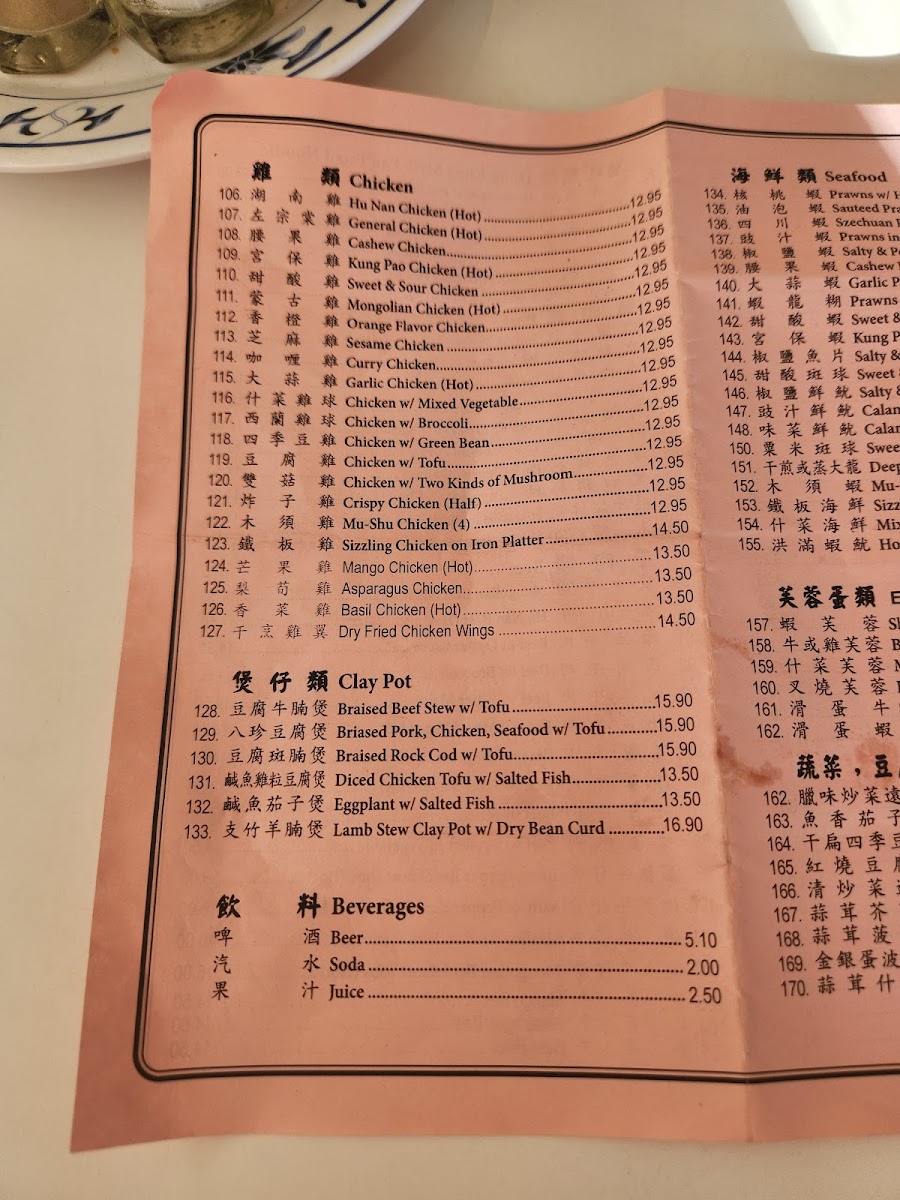 雞類 Chicken
106. 湖南雞 Hu Nan Chicken (Hot) 12.95
107. 左宗棠雞 General Chicken (Hot) 12.95
108. 腰果雞 Cashew Chicken 12.95
109. 宮保雞 Kung Pao Chicken (Hot) 12.95
110. 甜酸雞 Sweet & Sour Chicken 12.95
111. 蒙古雞 Mongolian Chicken (Hot) 12.95
112. 香橙雞 Orange Flavor Chicken 12.95
113. 芝麻雞 Sesame Chicken 12.95
114. 咖喱雞 Curry Chicken 12.95
115. 大蒜雞 Garlic Chicken (Hot) 12.95
116. 什菜雞球 Chicken w/ Mixed Vegetable 12.95
117. 西蘭雞球 Chicken w/ Broccoli 12.95
118. 四季豆雞 Chicken w/ Green Bean 12.95
119. 豆腐雞 Chicken w/ Tofu 12.95
120. 雙菇雞 Chicken w/ Two Kinds of Mushroom 12.95
121. 炸子雞 Crispy Chicken (Half) 12.95
122. 木須雞 Mu-Shu Chicken (4) 12.95
123. 鐵板雞 Sizzling Chicken on Iron Platter 14.50
124. 芒果雞 Mango Chicken (Hot) 13.50
125. 梨荀雞 Asparagus Chicken 13.50
126. 香菜雞 Basil Chicken (Hot) 13.50
127. 干烹雞翼 Dry Fried Chicken Wings 14.50
煲仔類 Clay Pot
128. 豆腐牛腩煲 Braised Beef Stew w/ Tofu 15.90
129. 八珍豆腐煲 Briased Pork, Chicken, Seafood w/ Tofu 15.90
130. 豆腐斑腩煲 Braised Rock Cod w/ Tofu 15.90
131. 鹹魚雞粒豆腐煲 Diced Chicken Tofu w/ Salted Fish 13.50
132. 鹹魚茄子煲 Eggplant w/ Salted Fish 13.50
133. 支竹羊腩煲 Lamb Stew Clay Pot w/ Dry Bean Curd 16.90
飲料 Beverages
啤酒 Beer 5.10
汽水 Soda 2.00
果汁 Juice 2.50
海鮮類 Seafood
134. 核桃蝦 Prawns w/
135. 油泡蝦 Sauteed
136. 四川蝦 Szechuan
137. 豉汁蝦 Prawns in
138. 椒鹽蝦 Salty &
139. 腰果蝦 Cashew
140. 大蒜蝦 Garlic
141. 蝦龍糊 Prawns
142. 甜酸蝦 Sweet &
143. 宮保蝦 Kung
144. 椒鹽魚片 Salty &
145. 甜酸斑球 Sweet
146. 椒鹽鮮魷 Salty
147. 豉汁鮮魷
148. 味菜鮮魷
150. 粟米斑球
151. 干煎或蒸大龍 Deep
152. 木須蝦 Mu-
153. 鐵板海鮮
154. 什菜海鮮
155. 洪滿蝦魷
芙蓉蛋類
157. 蝦芙蓉
158. 牛或雞芙蓉
159. 什菜芙蓉
160. 叉燒芙蓉
161. 滑蛋牛
162. 滑蛋蝦
蔬菜，豆
162. 臘味炒菜遠
163. 魚香茄子
164. 干扁四季豆
165. 紅燒豆腐
166. 清炒菜
167. 蒜茸芥
168. 蒜茸菠
169. 金銀蛋波
170. 蒜茸什